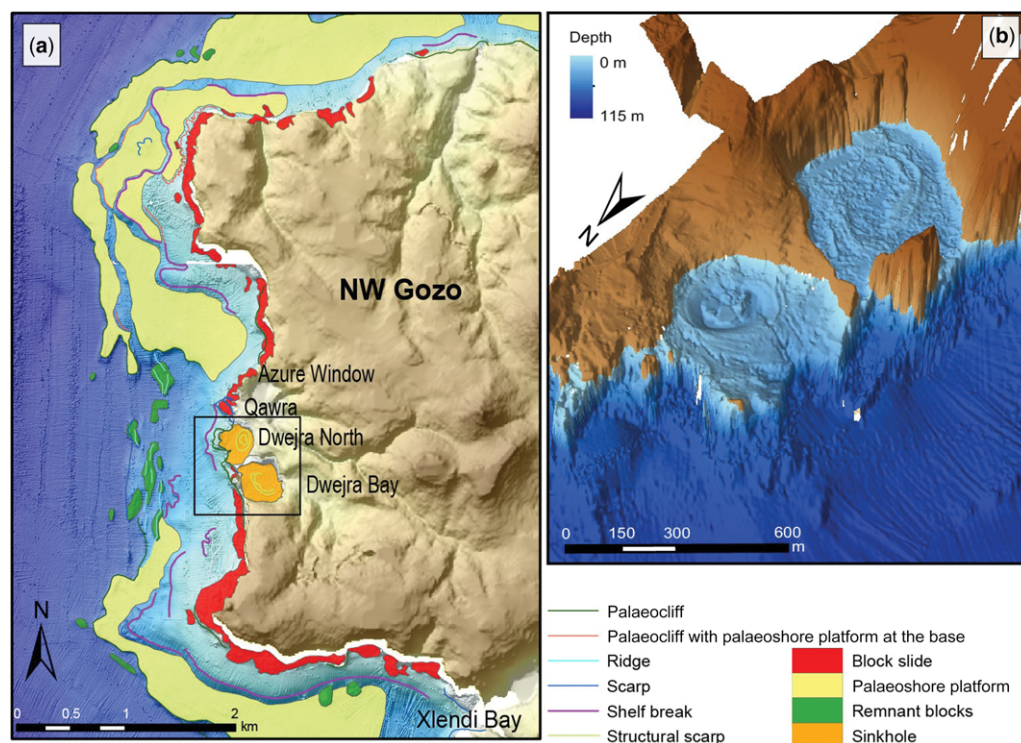 (a)
NW Gozo
Azure Window
Qawra
Dwejra North
Dwejra Bay
N
0 0.5 1 2
km
Xlendi Bay
(b)
Depth
0 m
115 m
N
0 150 300 600
m
Palaeocliff
Palaeocliff with palaeoshore platform at the base
Ridge
Scarp
Shelf break
Structural scarp
Block slide
Palaeoshore platform
Remnant blocks
Sinkhole